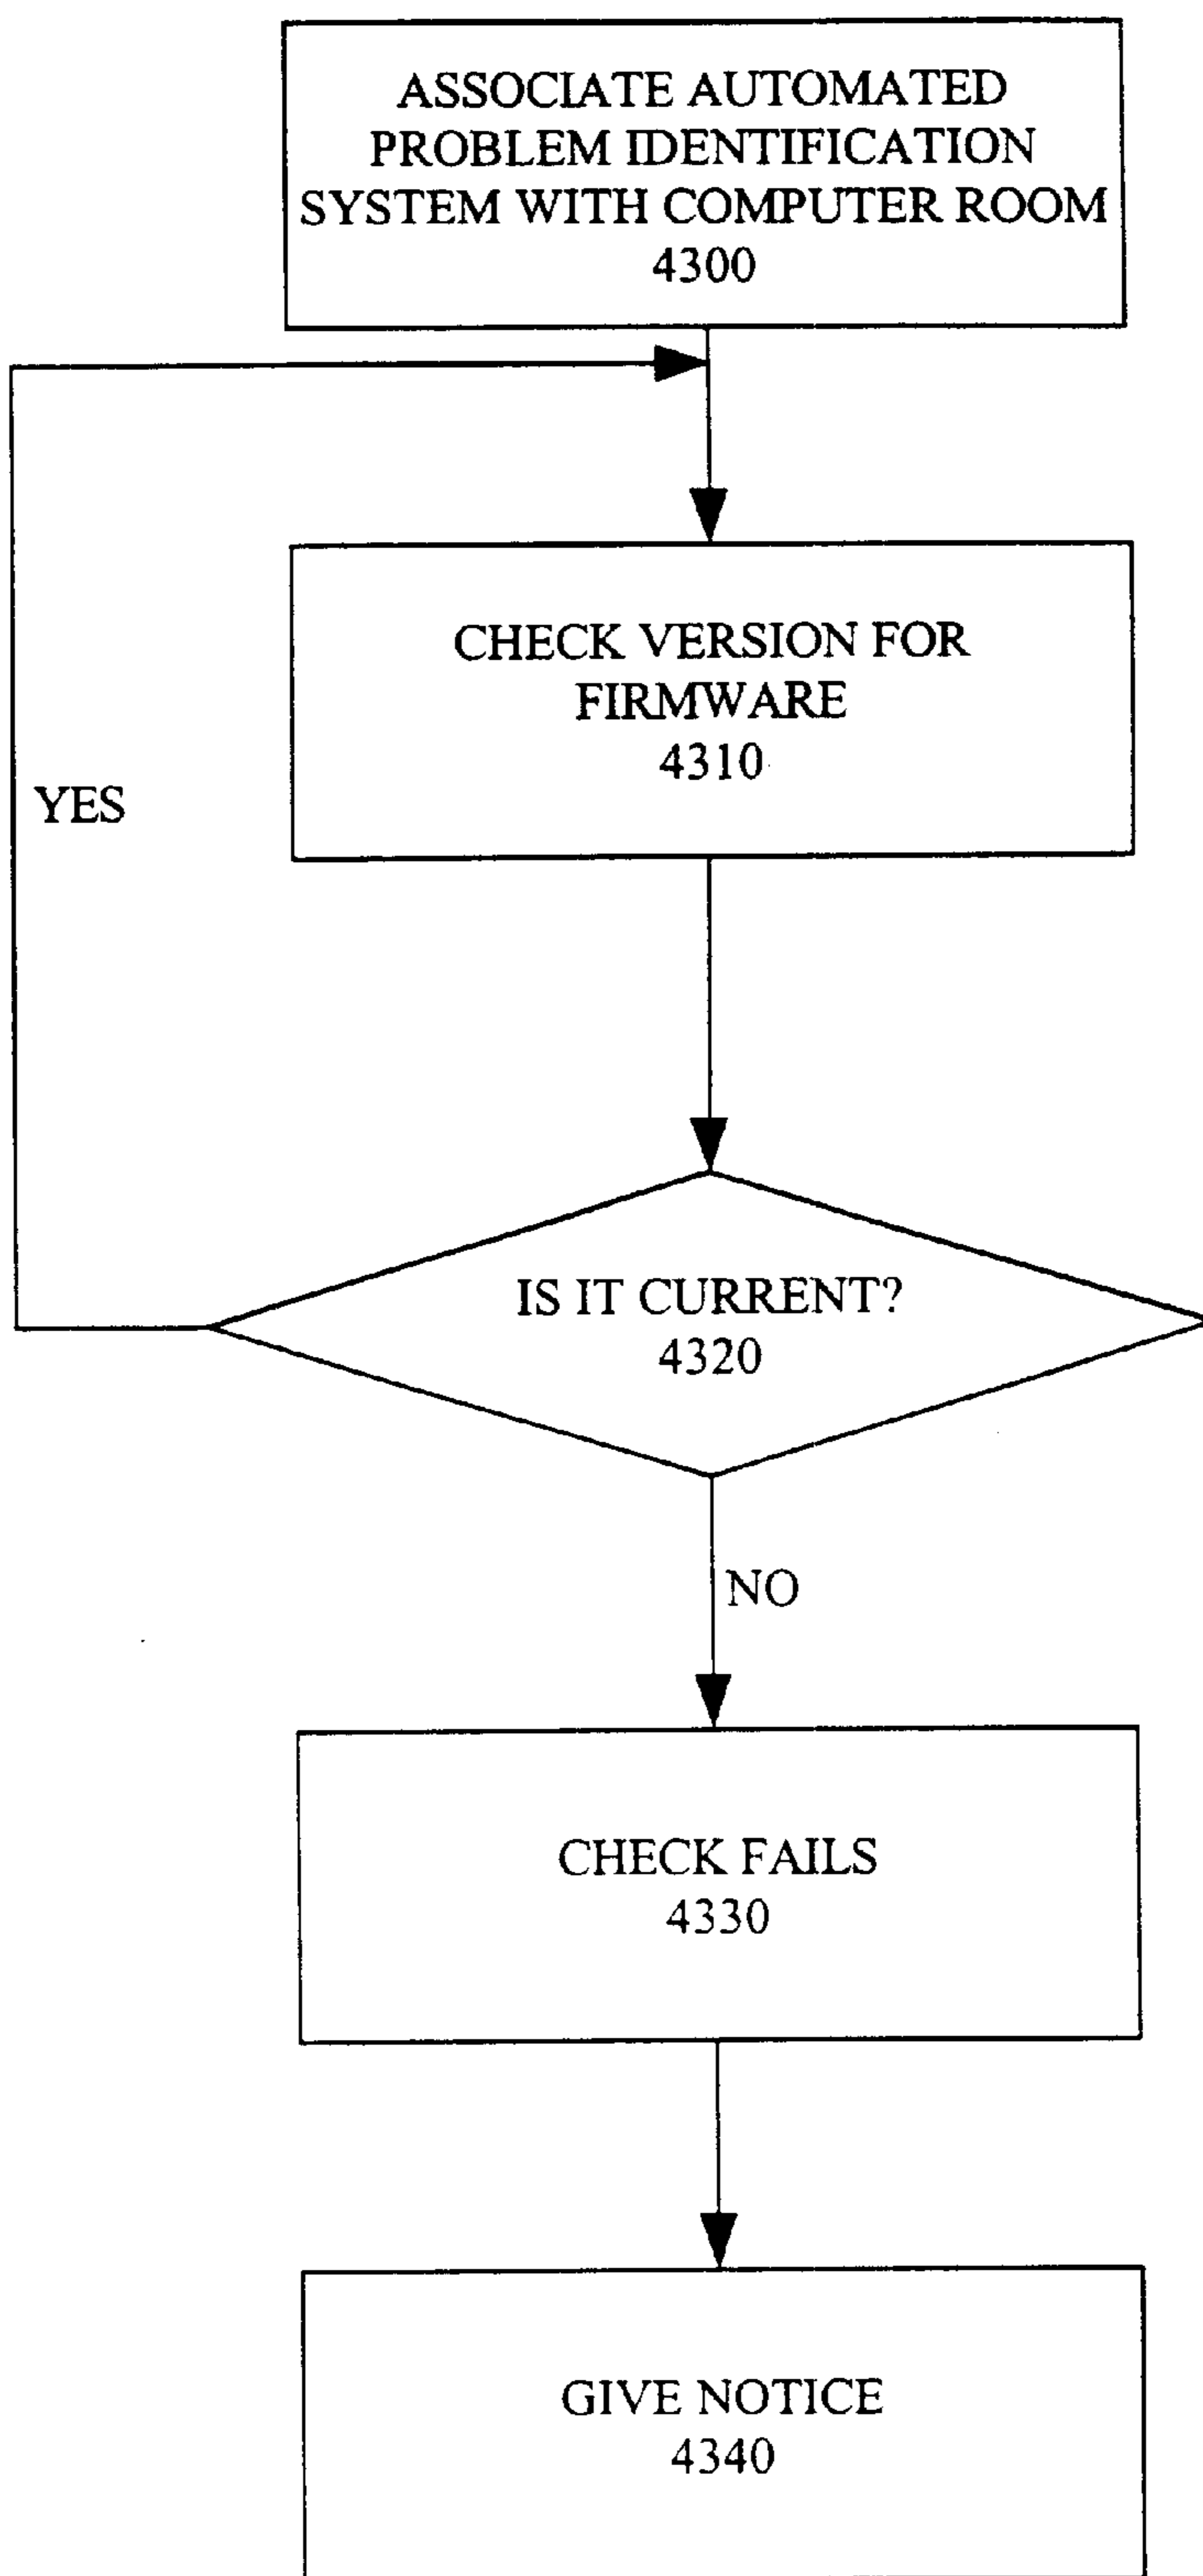 ASSOCIATE AUTOMATED
PROBLEM IDENTIFICATION
SYSTEM WITH COMPUTER ROOM
4300
CHECK VERSION FOR
FIRMWARE
4310
YES
IS IT CURRENT?
4320
NO
CHECK FAILS
4330
GIVE NOTICE
4340